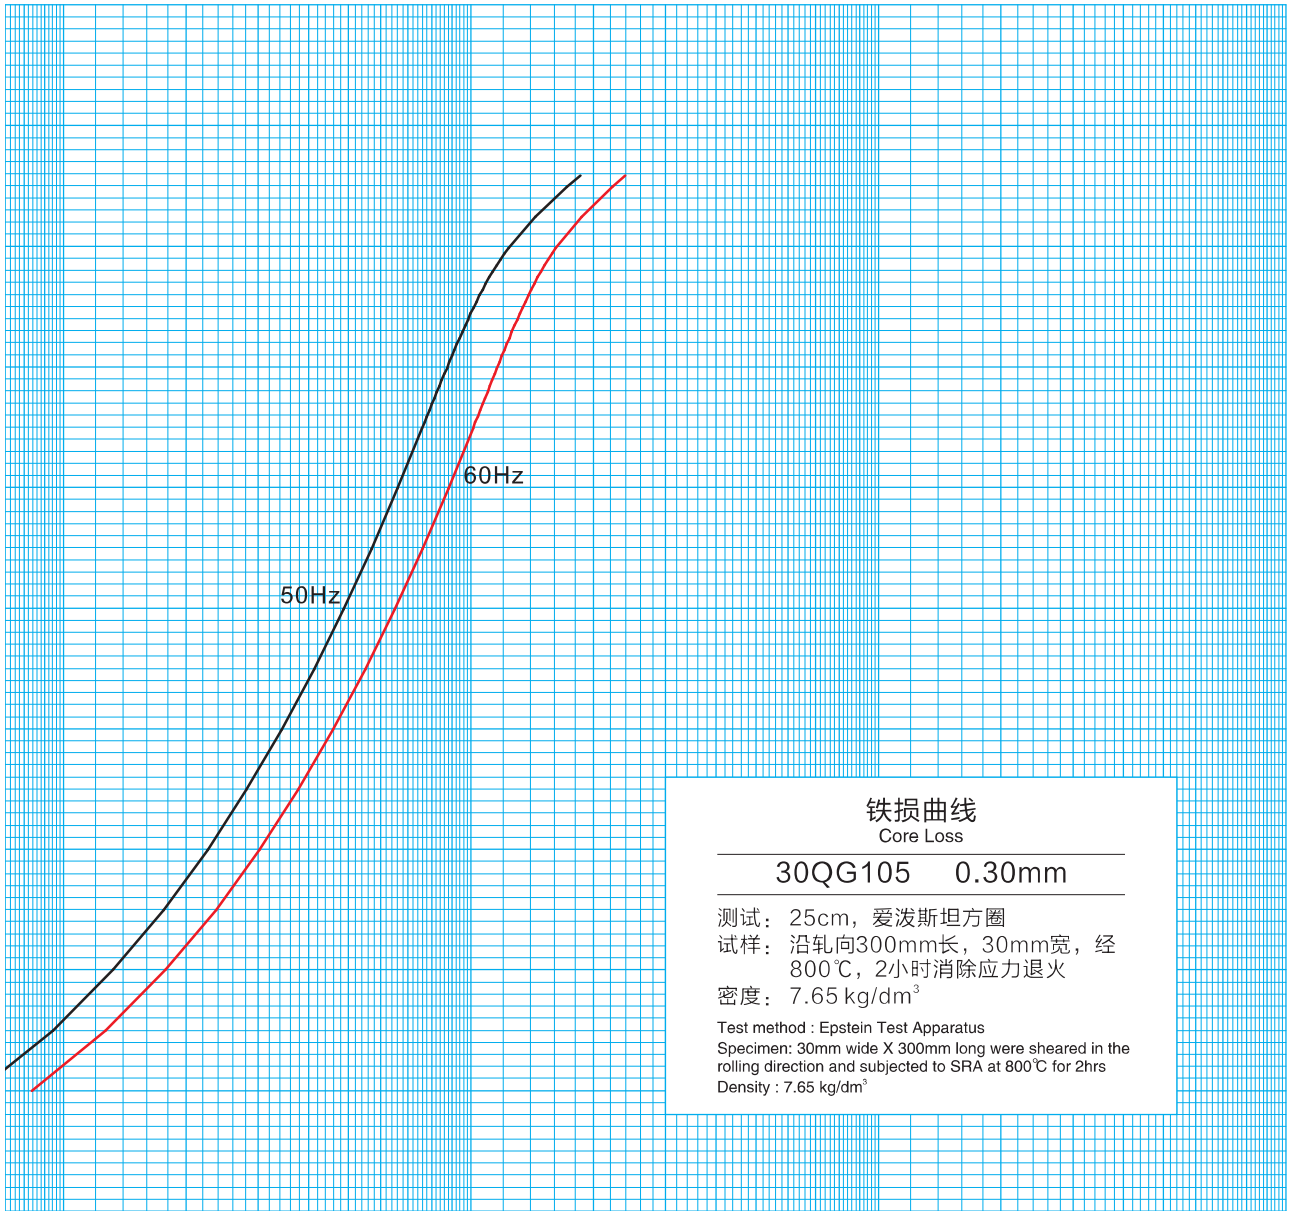 60Hz
50Hz
铁损曲线
Core Loss
30QG105 0.30mm
测试： 25cm，爱泼斯坦方圈
试样： 沿轧向300mm长，30mm宽，经
800℃，2小时消除应力退火
密度： 7.65 kg/dm³
Test method : Epstein Test Apparatus
Specimen: 30mm wide X 300mm long were sheared in the
rolling direction and subjected to SRA at 800℃ for 2hrs
Density : 7.65 kg/dm³